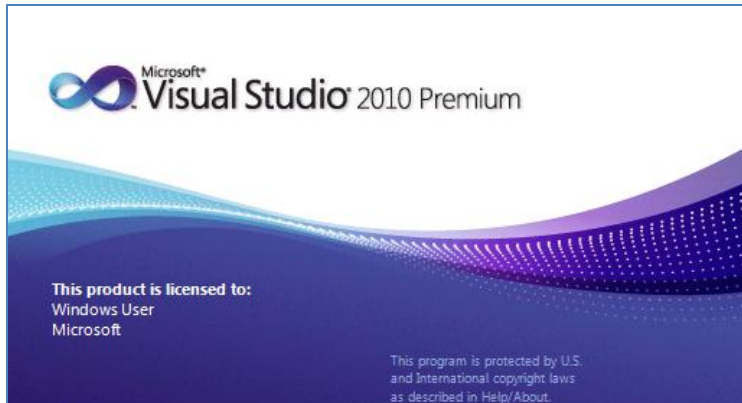 Microsoft®
Visual Studio® 2010 Premium
This product is licensed to:
Windows User
Microsoft
This program is protected by U.S.
and International copyright laws
as described in Help/About.